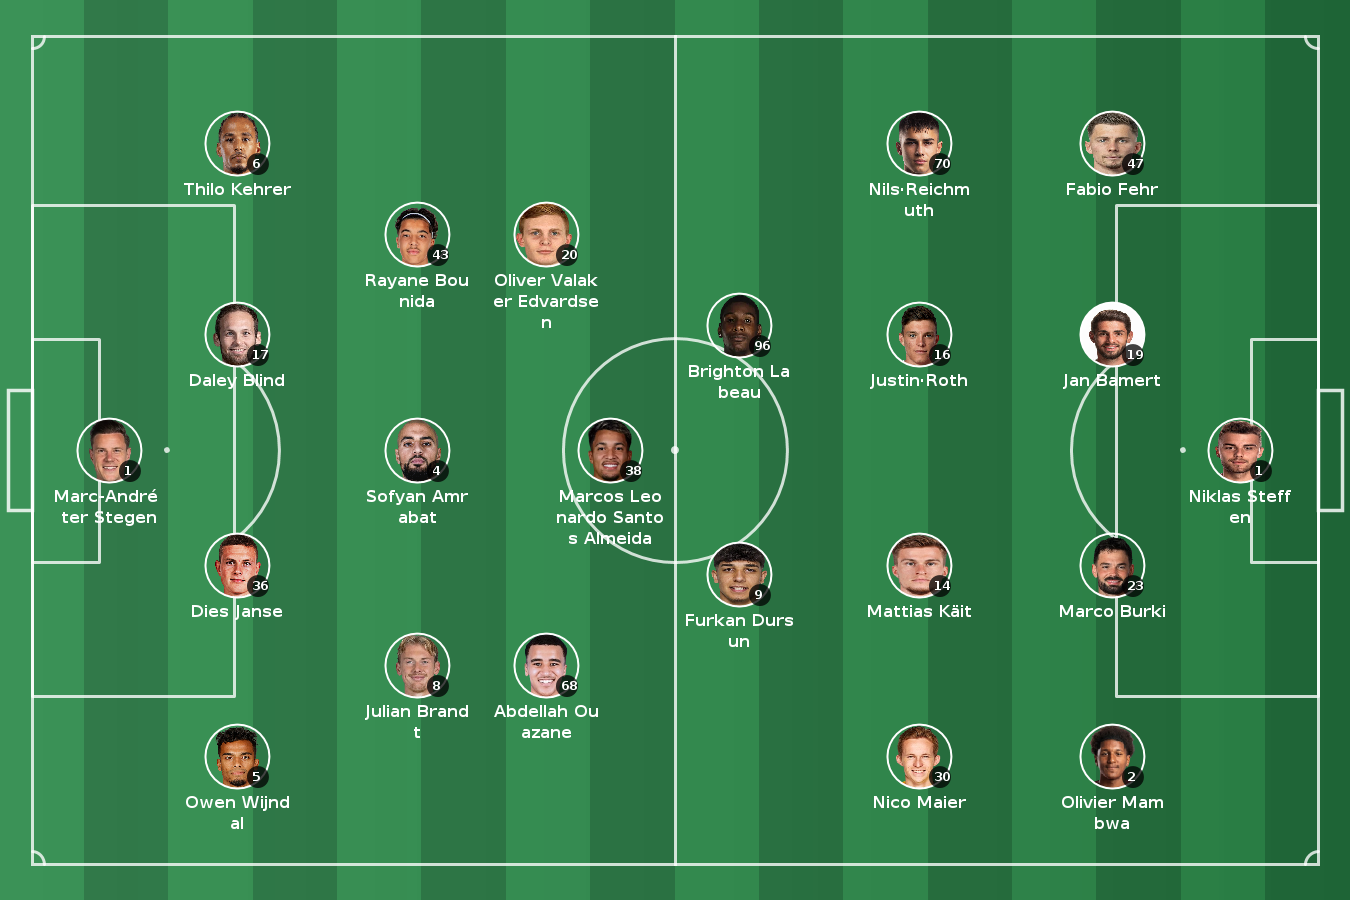 6
Thilo Kehrer
70
Nils·Reichm
uth
47
Fabio Fehr
43
Rayane Bou
nida
20
Oliver Valak
er Edvardse
n
17
Daley Blind
96
Brighton La
beau
16
Justin·Roth
19
Jan Bamert
1
Marc-André
ter Stegen
4
Sofyan Amr
abat
38
Marcos Leo
nardo Santo
s Almeida
1
Niklas Steff
en
36
Dies Janse
9
Furkan Durs
un
14
Mattias Käit
23
Marco Burki
8
Julian Brand
t
68
Abdellah Ou
azane
5
Owen Wijnd
al
30
Nico Maier
2
Olivier Mam
bwa